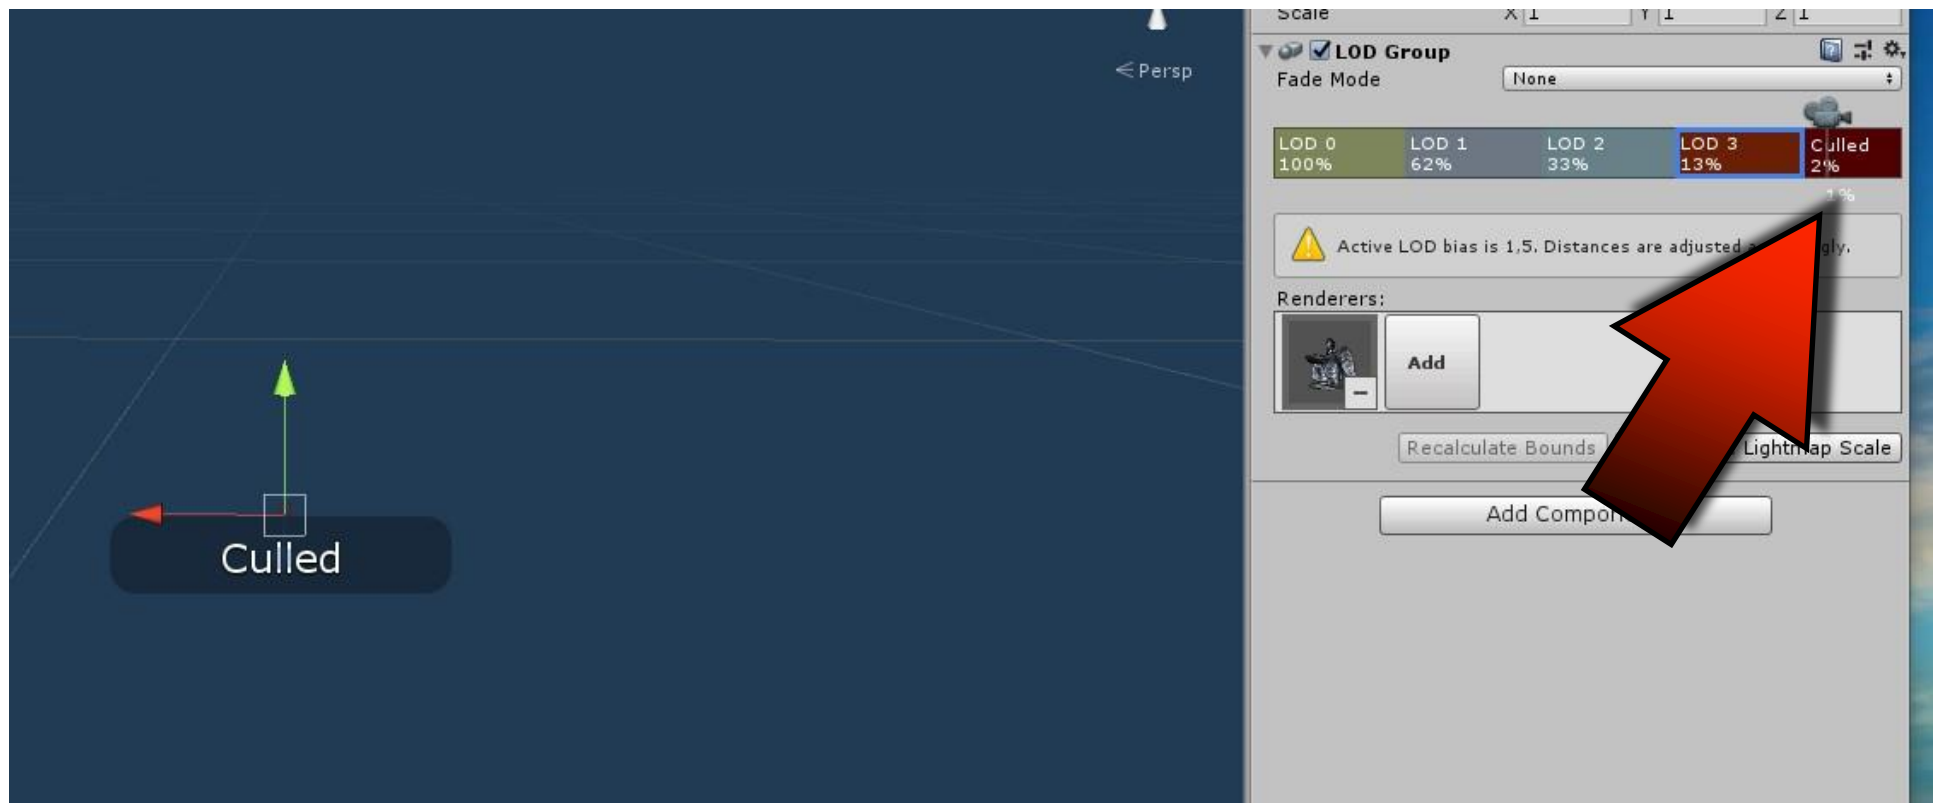 Scale X 1 Y 1 Z 1
LOD Group
Persp
Fade Mode None
LOD 0 LOD 1 LOD 2 LOD 3 Culled
100% 62% 33% 13% 2%
1%
Active LOD bias is 1,5. Distances are adjusted
Renderers:
Add
Recalculate Bounds Lightmap Scale
Add
Culled